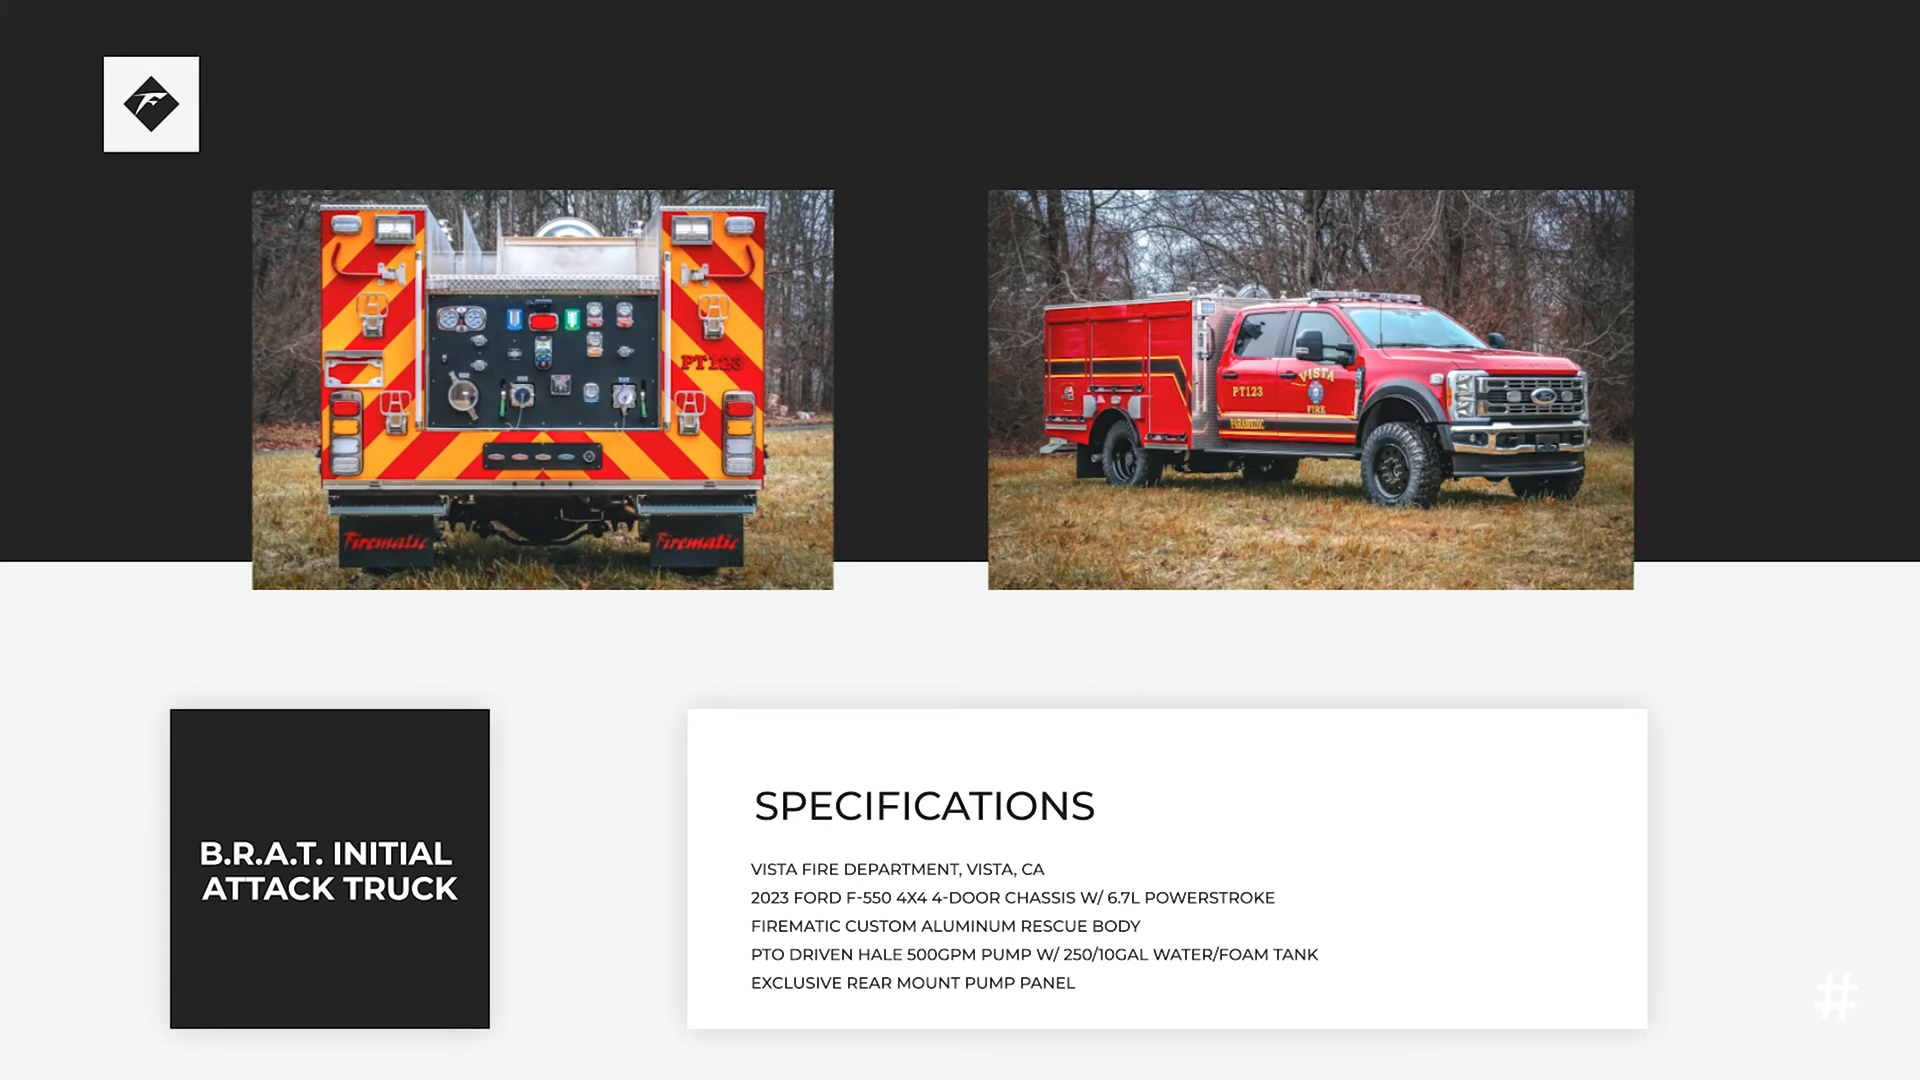 F
PT123
Firematic Firematic
VISTA
PT123
FIRE
PARAMEDIC
Ford
B.R.A.T. INITIAL
ATTACK TRUCK
SPECIFICATIONS
VISTA FIRE DEPARTMENT, VISTA, CA
2023 FORD F-550 4X4 4-DOOR CHASSIS W/ 6.7L POWERSTROKE
FIREMATIC CUSTOM ALUMINUM RESCUE BODY
PTO DRIVEN HALE 500GPM PUMP W/ 250/10GAL WATER/FOAM TANK
EXCLUSIVE REAR MOUNT PUMP PANEL
#